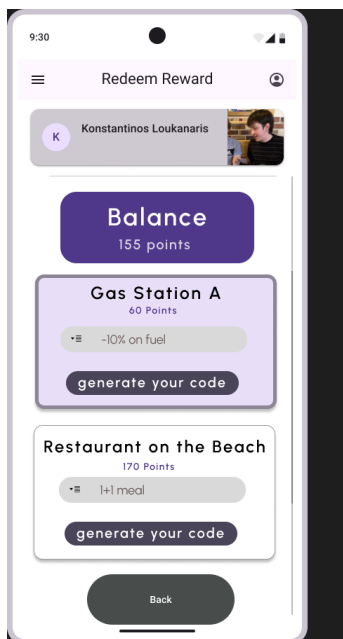 9:30
Redeem Reward
K
Konstantinos Loukanaris
Balance
155 points
Gas Station A
60 Points
-10% on fuel
generate your code
Restaurant on the Beach
170 Points
1+1 meal
generate your code
Back